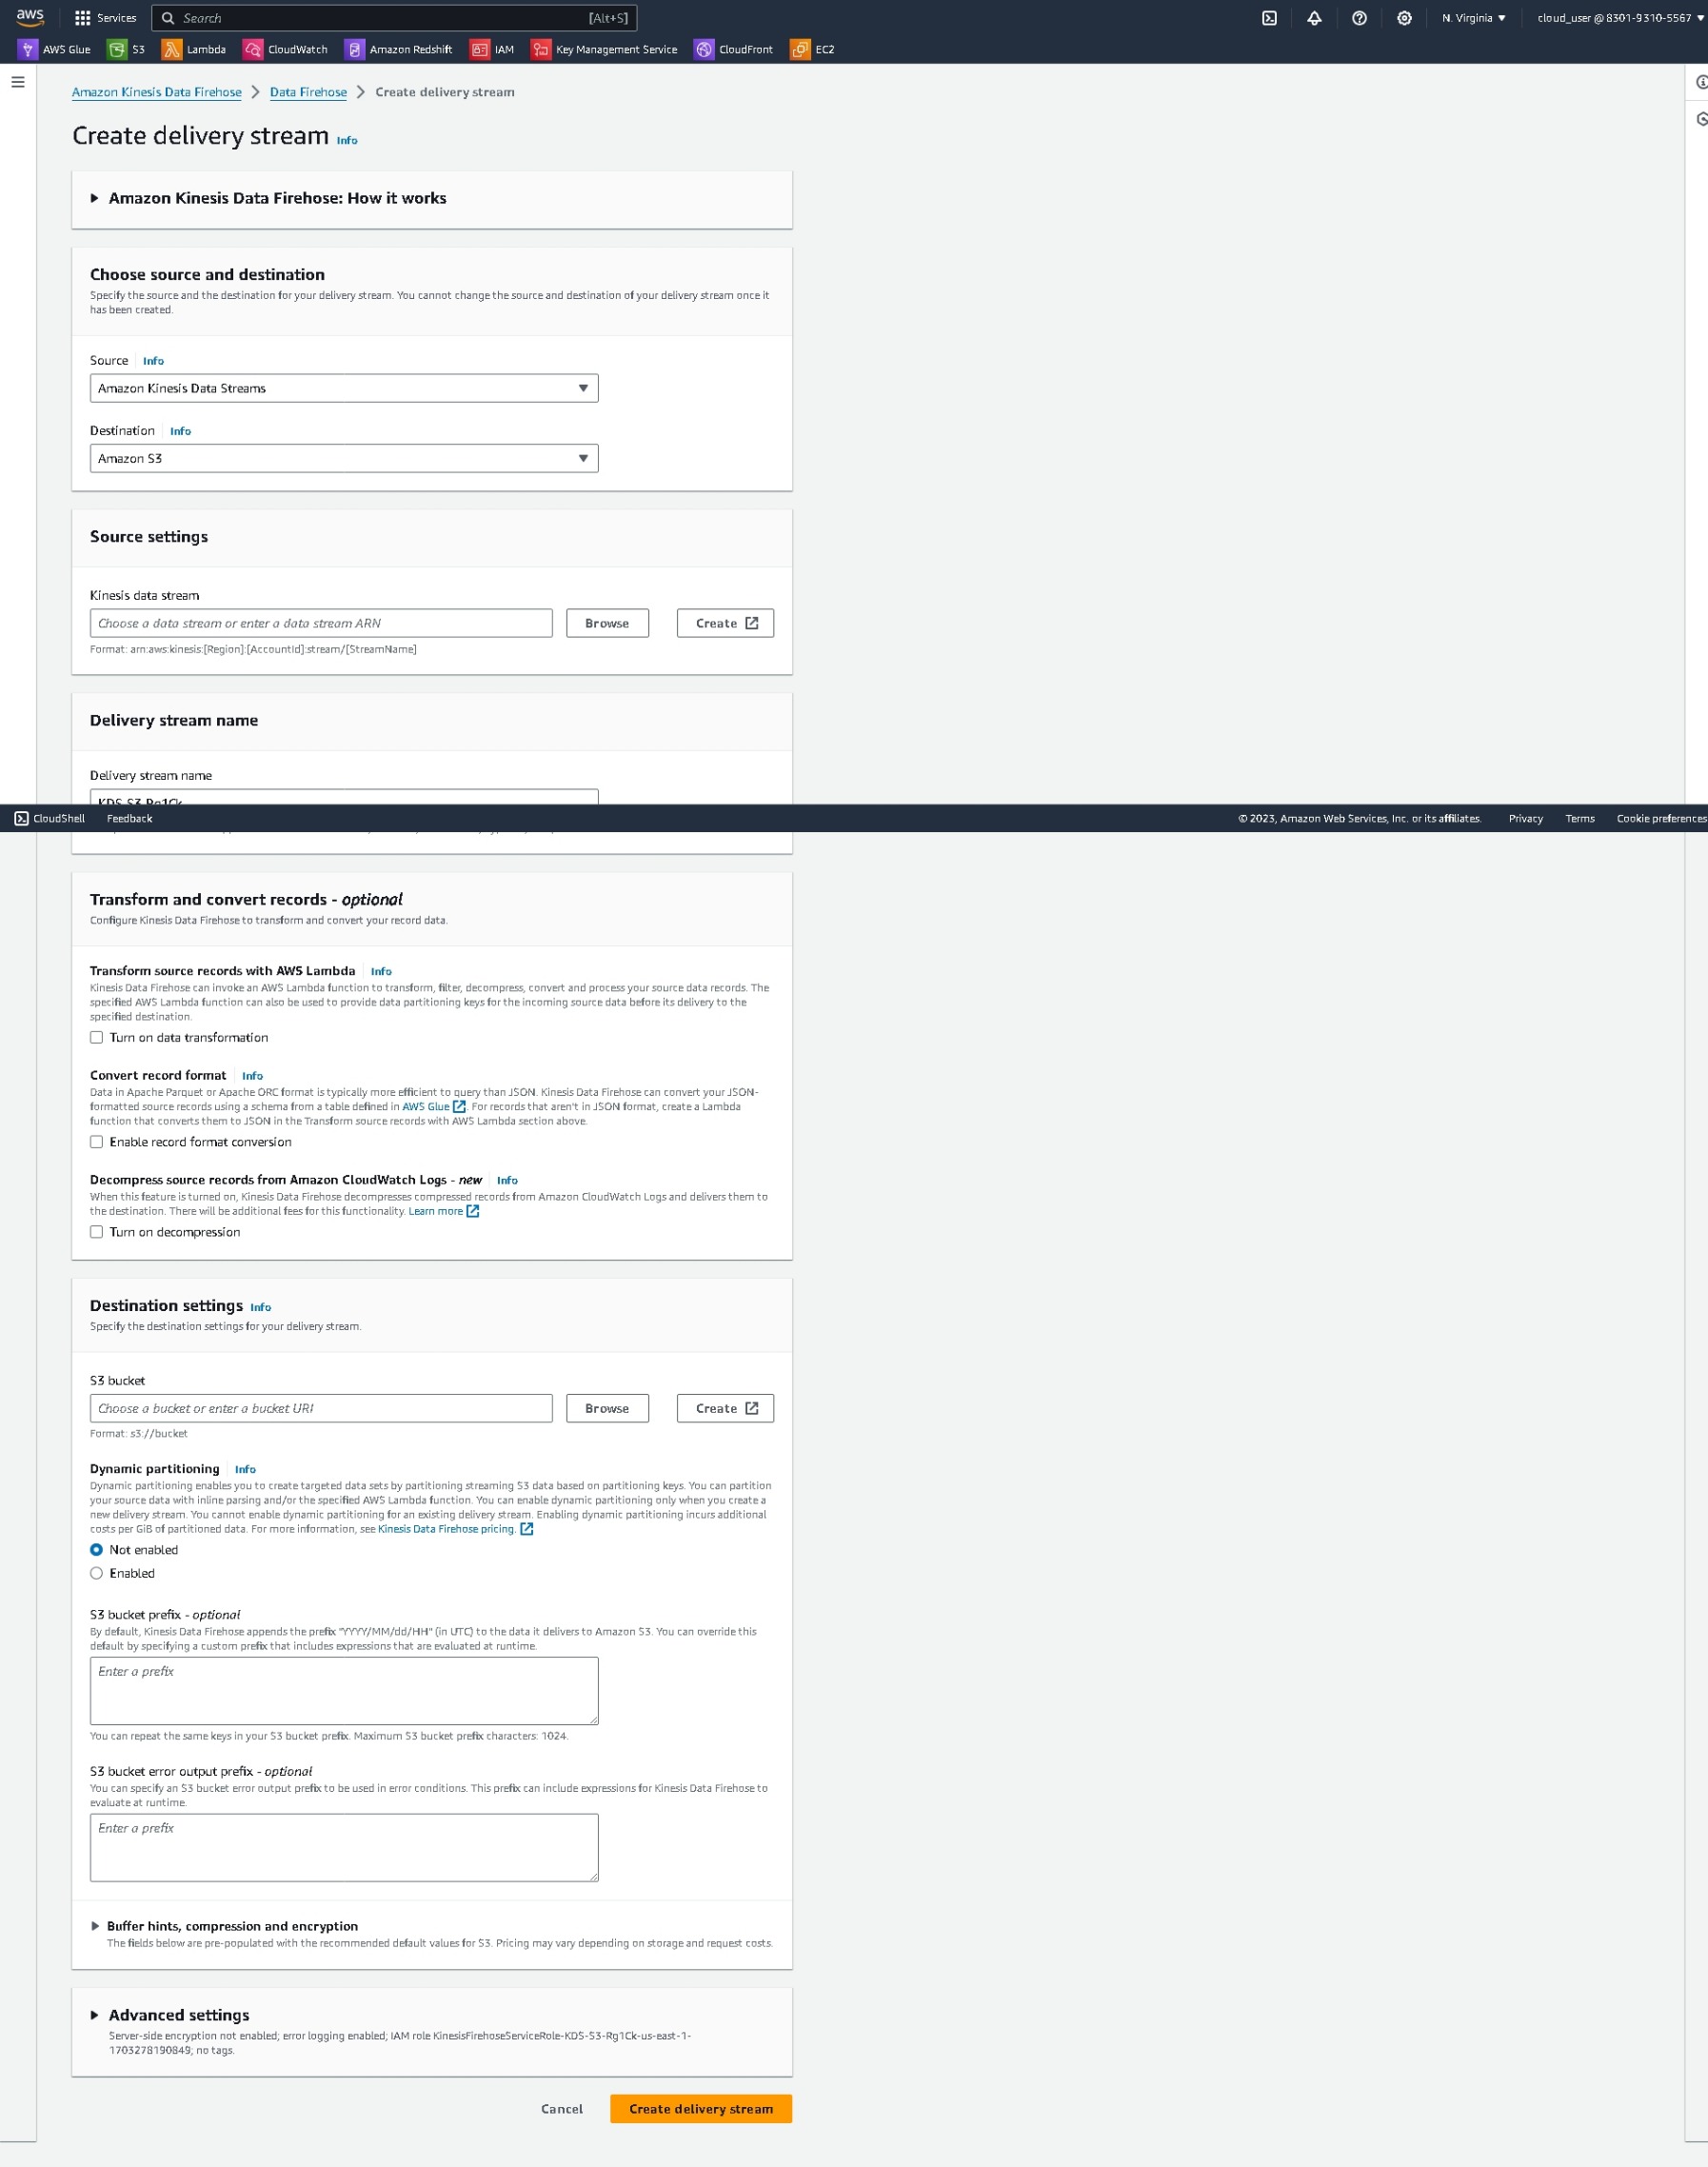 aws
Services
Search
[Alt+S]
N. Virginia
cloud_user @ 8301-9310-5567
AWS Glue
S3
Lambda
CloudWatch
Amazon Redshift
IAM
Key Management Service
CloudFront
EC2
Amazon Kinesis Data Firehose
Data Firehose
Create delivery stream
Create delivery stream Info
Amazon Kinesis Data Firehose: How it works
Choose source and destination
Specify the source and the destination for your delivery stream. You cannot change the source and destination of your delivery stream once it
has been created.
Source Info
Amazon Kinesis Data Streams
Destination Info
Amazon S3
Source settings
Kinesis data stream
Choose a data stream or enter a data stream ARN
Browse
Create
Format: arn:aws:kinesis:[Region]:[AccountId]:stream/[StreamName]
Delivery stream name
Delivery stream name
KDS-S3-Rg1Ck
CloudShell
Feedback
© 2023, Amazon Web Services, Inc. or its affiliates.
Privacy
Terms
Cookie preferences
Transform and convert records - optional
Configure Kinesis Data Firehose to transform and convert your record data.
Transform source records with AWS Lambda Info
Kinesis Data Firehose can invoke an AWS Lambda function to transform, filter, decompress, convert and process your source data records. The
specified AWS Lambda function can also be used to provide data partitioning keys for the incoming source data before its delivery to the
specified destination.
Turn on data transformation
Convert record format Info
Data in Apache Parquet or Apache ORC format is typically more efficient to query than JSON. Kinesis Data Firehose can convert your JSON-
formatted source records using a schema from a table defined in AWS Glue. For records that aren't in JSON format, create a Lambda
function that converts them to JSON in the Transform source records with AWS Lambda section above.
Enable record format conversion
Decompress source records from Amazon CloudWatch Logs - new Info
When this feature is turned on, Kinesis Data Firehose decompresses compressed records from Amazon CloudWatch Logs and delivers them to
the destination. There will be additional fees for this functionality. Learn more
Turn on decompression
Destination settings Info
Specify the destination settings for your delivery stream.
S3 bucket
Choose a bucket or enter a bucket URI
Browse
Create
Format: s3://bucket
Dynamic partitioning Info
Dynamic partitioning enables you to create targeted data sets by partitioning streaming S3 data based on partitioning keys. You can partition
your source data with inline parsing and/or the specified AWS Lambda function. You can enable dynamic partitioning only when you create a
new delivery stream. You cannot enable dynamic partitioning for an existing delivery stream. Enabling dynamic partitioning incurs additional
costs per GiB of partitioned data. For more information, see Kinesis Data Firehose pricing.
Not enabled
Enabled
S3 bucket prefix - optional
By default, Kinesis Data Firehose appends the prefix "YYYY/MM/dd/HH" (in UTC) to the data it delivers to Amazon S3. You can override this
default by specifying a custom prefix that includes expressions that are evaluated at runtime.
Enter a prefix
You can repeat the same keys in your S3 bucket prefix. Maximum S3 bucket prefix characters: 1024.
S3 bucket error output prefix - optional
You can specify an S3 bucket error output prefix to be used in error conditions. This prefix can include expressions for Kinesis Data Firehose to
evaluate at runtime.
Enter a prefix
Buffer hints, compression and encryption
The fields below are pre-populated with the recommended default values for S3. Pricing may vary depending on storage and request costs.
Advanced settings
Server-side encryption not enabled; error logging enabled; IAM role KinesisFirehoseServiceRole-KDS-S3-Rg1Ck-us-east-1-
1703278190849; no tags.
Cancel
Create delivery stream